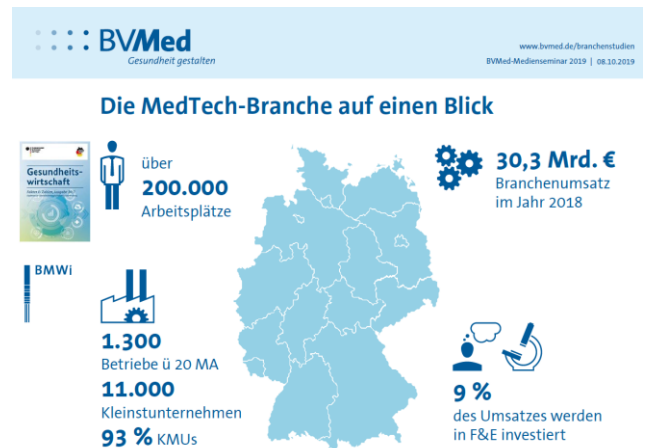 BVMed
Gesundheit gestalten
www.bvmed.de/branchenstudien
BVMed-Medienseminar 2019 | 08.10.2019
Die MedTech-Branche auf einen Blick
Gesundheits-
wirtschaft
BMWi
über
200.000
Arbeitsplätze
30,3 Mrd. €
Branchenumsatz
im Jahr 2018
1.300
Betriebe ü 20 MA
11.000
Kleinstunternehmen
93 % KMUs
9 %
des Umsatzes werden
in F&E investiert